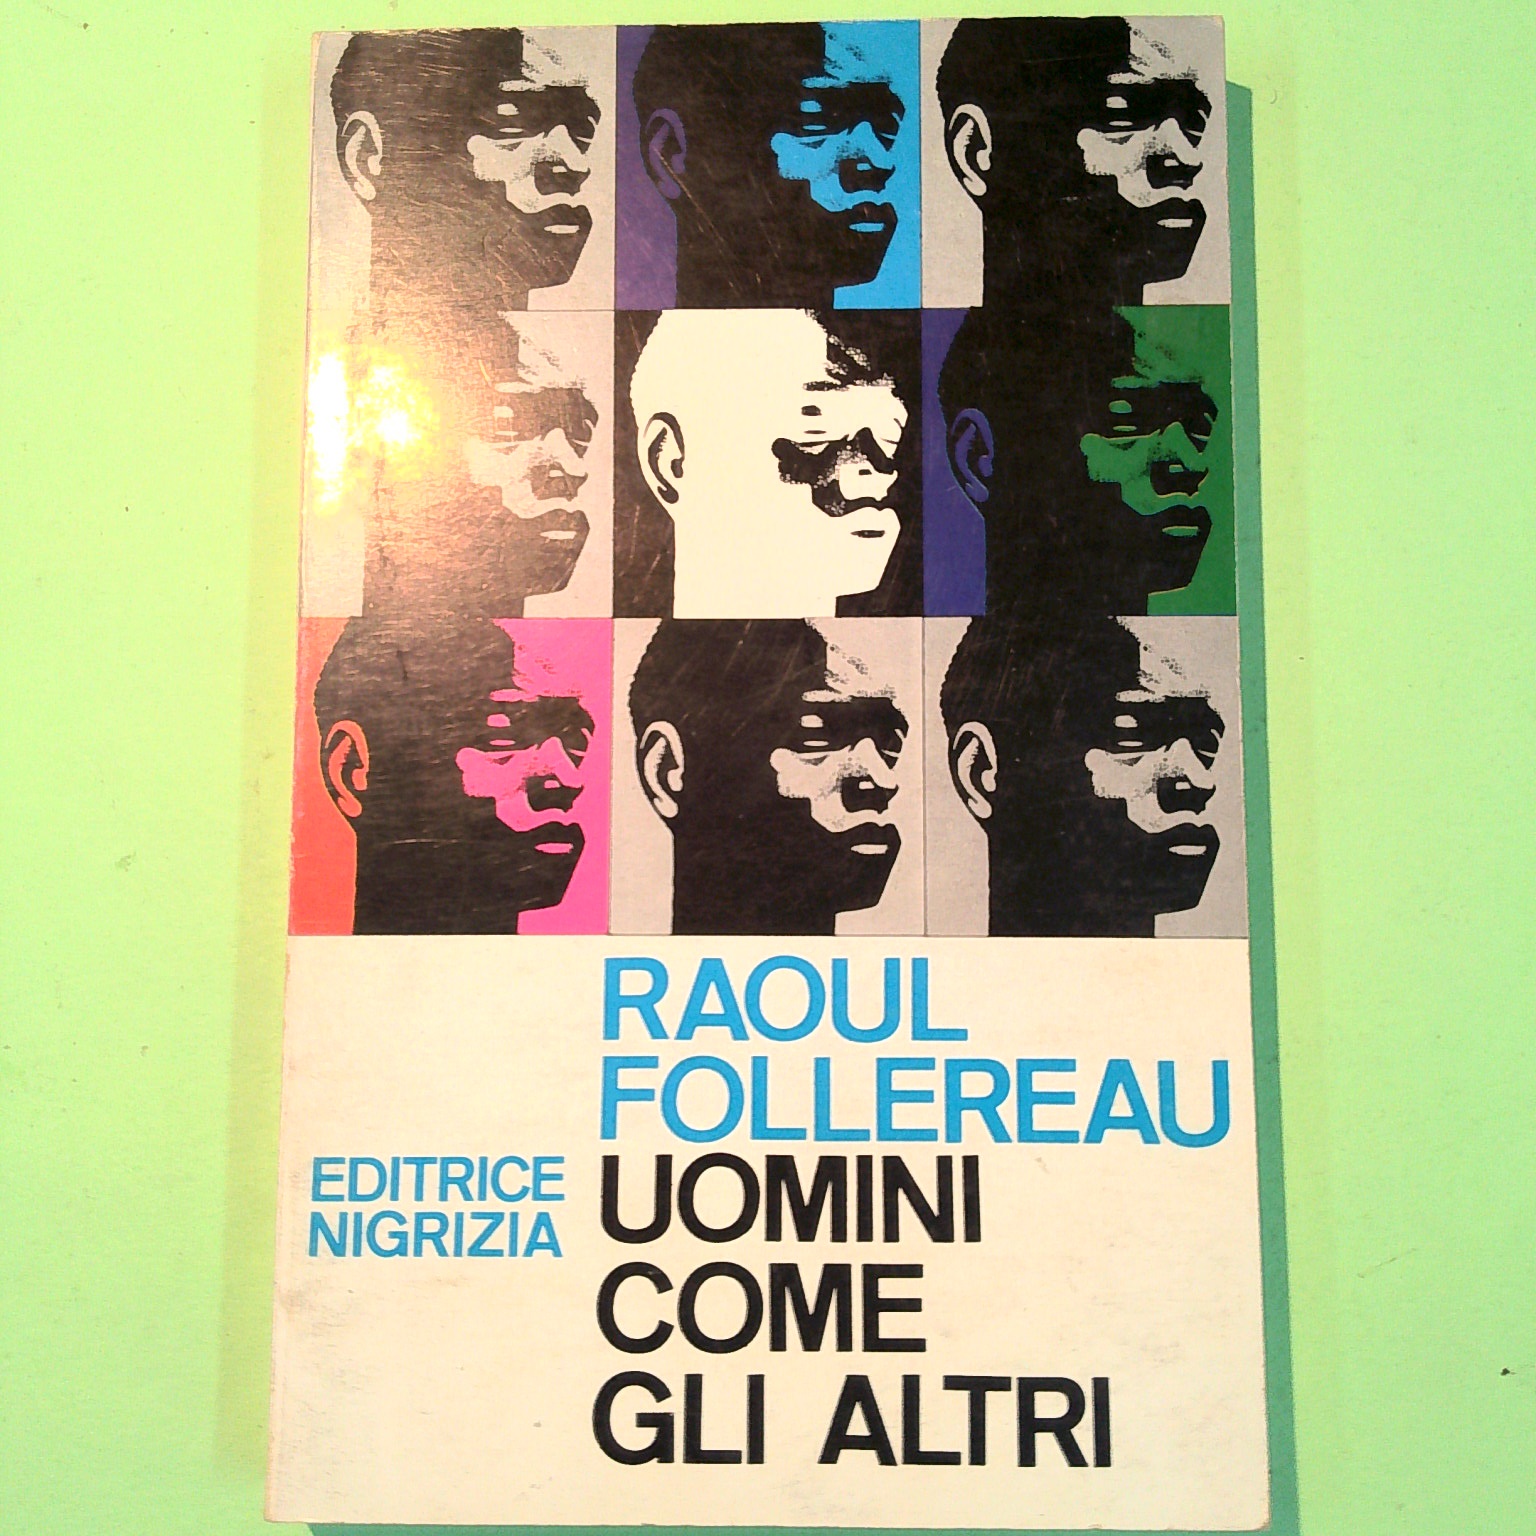 RAOUL
FOLLEREAU
EDITRICE
NIGRIZIA
UOMINI
COME
GLI ALTRI